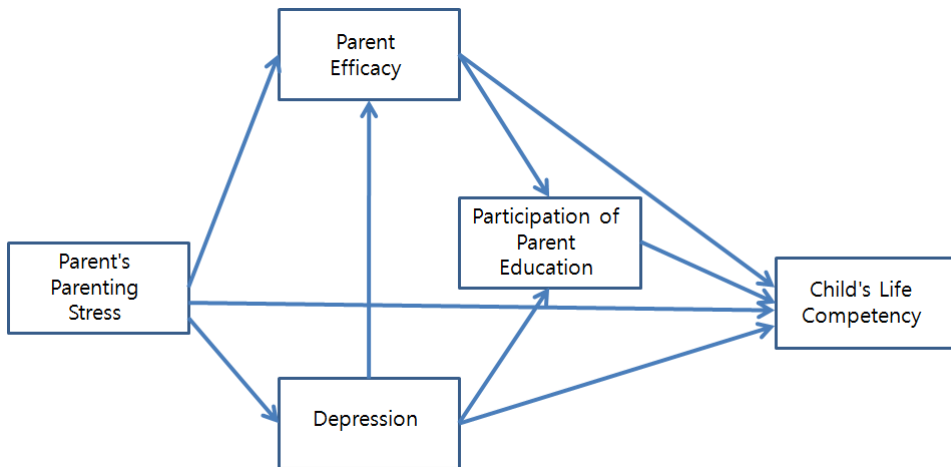 Parent
Efficacy
Participation of
Parent
Education
Parent's
Parenting
Stress
Child's Life
Competency
Depression